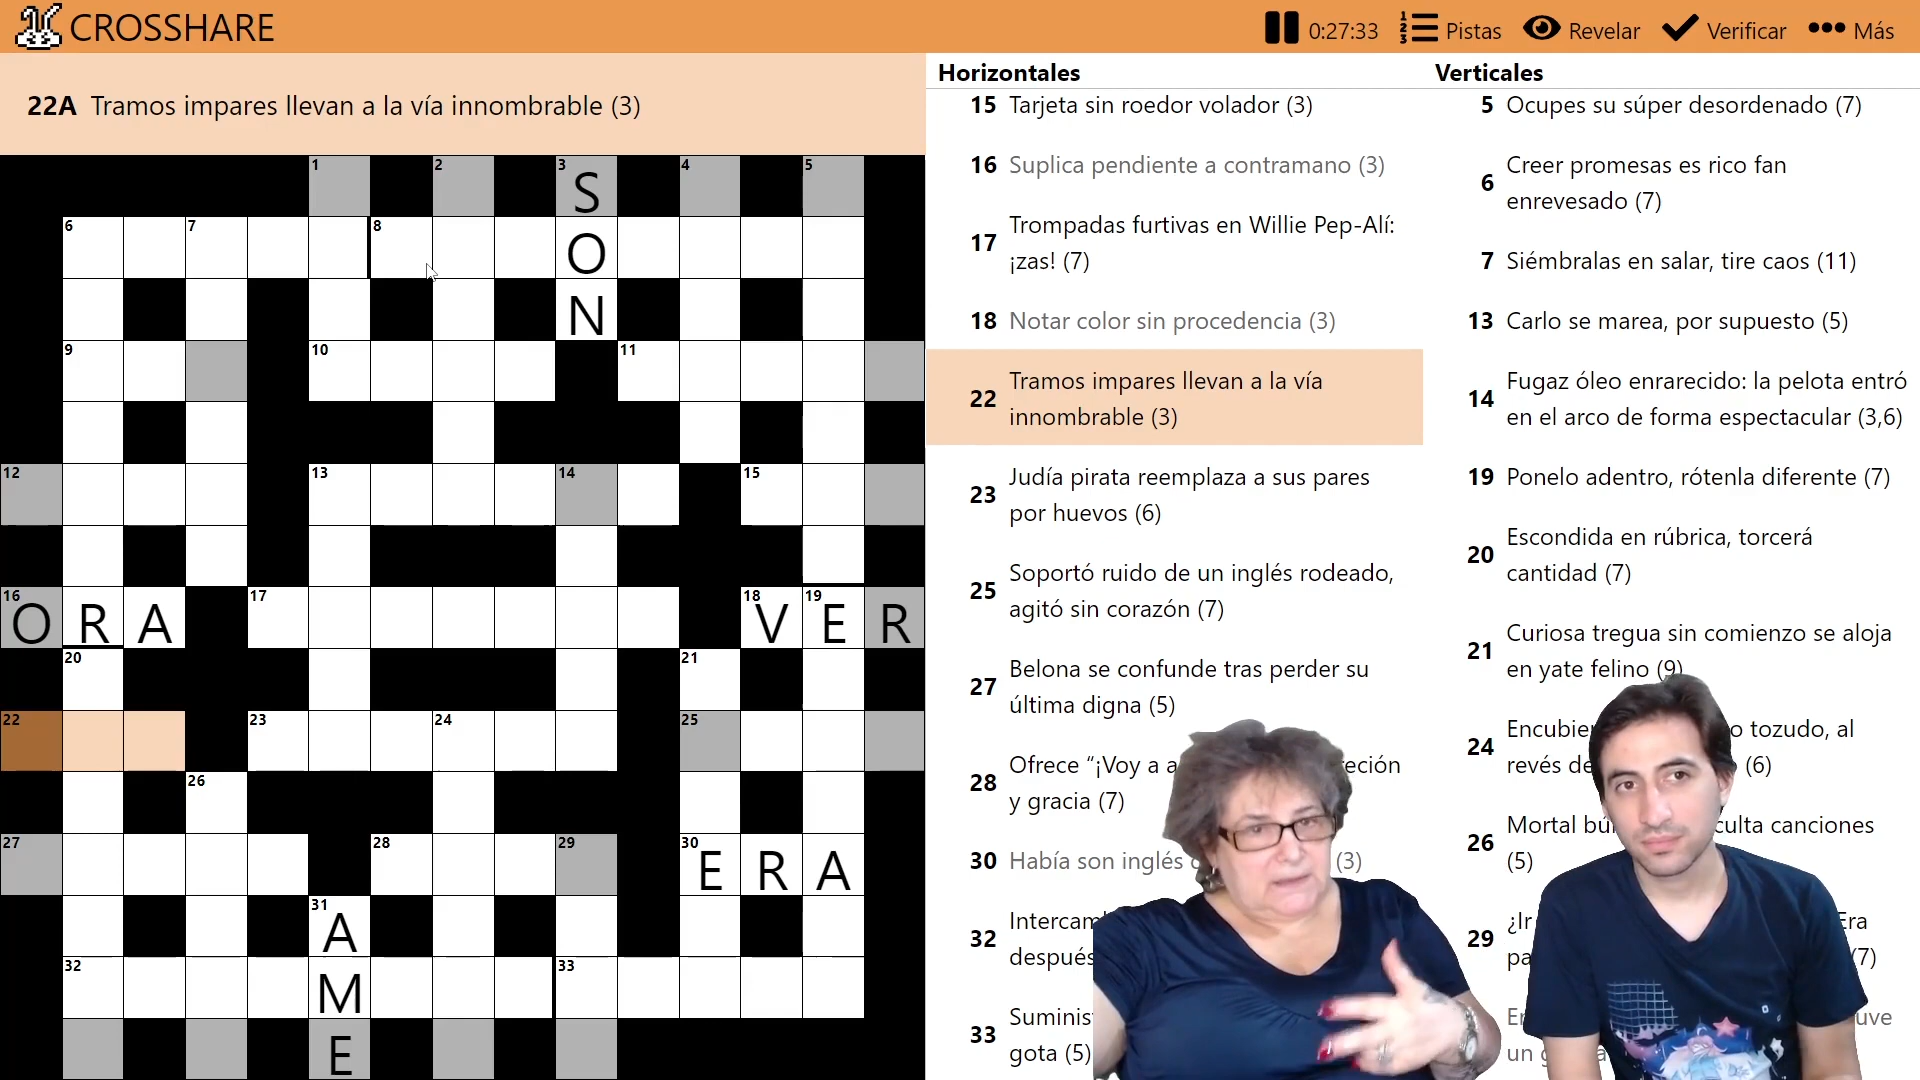 CROSSHARE
0:27:33
Pistas
Revelar
Verificar
Más
22A Tramos impares llevan a la vía innombrable (3)
1 2 3 4 5
S
6 7 8
O
N
9 10 11
12 13 14 15
16 17 18 19
O R A V E R
20 21
22 23 24 25
26
27 28 29 30
E R A
31
A
32 33
M
E
Horizontales
15 Tarjeta sin roedor volador (3)
16 Suplica pendiente a contramano (3)
17 Trompadas furtivas en Willie Pep-Alí:
¡zas! (7)
18 Notar color sin procedencia (3)
22 Tramos impares llevan a la vía
innombrable (3)
23 Judía pirata reemplaza a sus pares
por huevos (6)
25 Soportó ruido de un inglés rodeado,
agitó sin corazón (7)
27 Belona se confunde tras perder su
última digna (5)
28 Ofrece “¡Voy a
y gracia (7)
30 Había son inglés (3)
32
después
33
gota (5)
Verticales
5 Ocupes su súper desordenado (7)
6 Creer promesas es rico fan
enrevesado (7)
7 Siémbralas en salar, tire caos (11)
13 Carlo se marea, por supuesto (5)
14 Fugaz óleo enrarecido: la pelota entró
en el arco de forma espectacular (3,6)
19 Ponelo adentro, rótenla diferente (7)
20 Escondida en rúbrica, torcerá
cantidad (7)
21 Curiosa tregua sin comienzo se aloja
en yate felino (9)
24 tozudo, al
revés (6)
26 Mortal canciones
(5)
29 ¿Ir Era
(7)
un